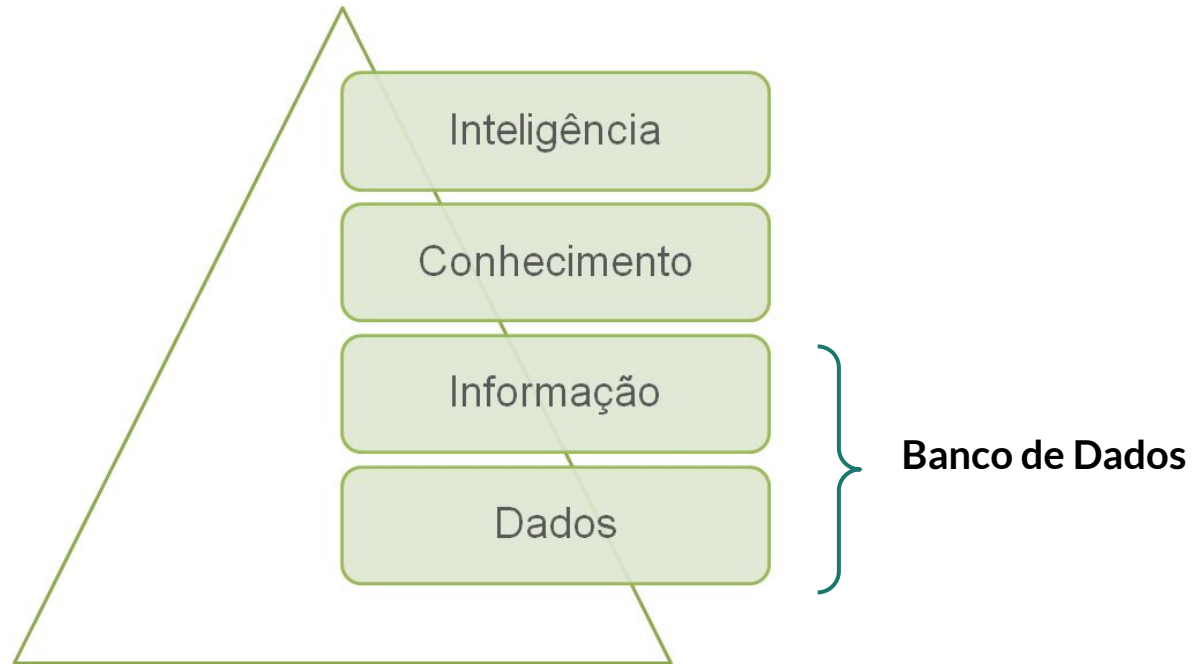 Inteligência
Conhecimento
Informação
Dados
Banco de Dados